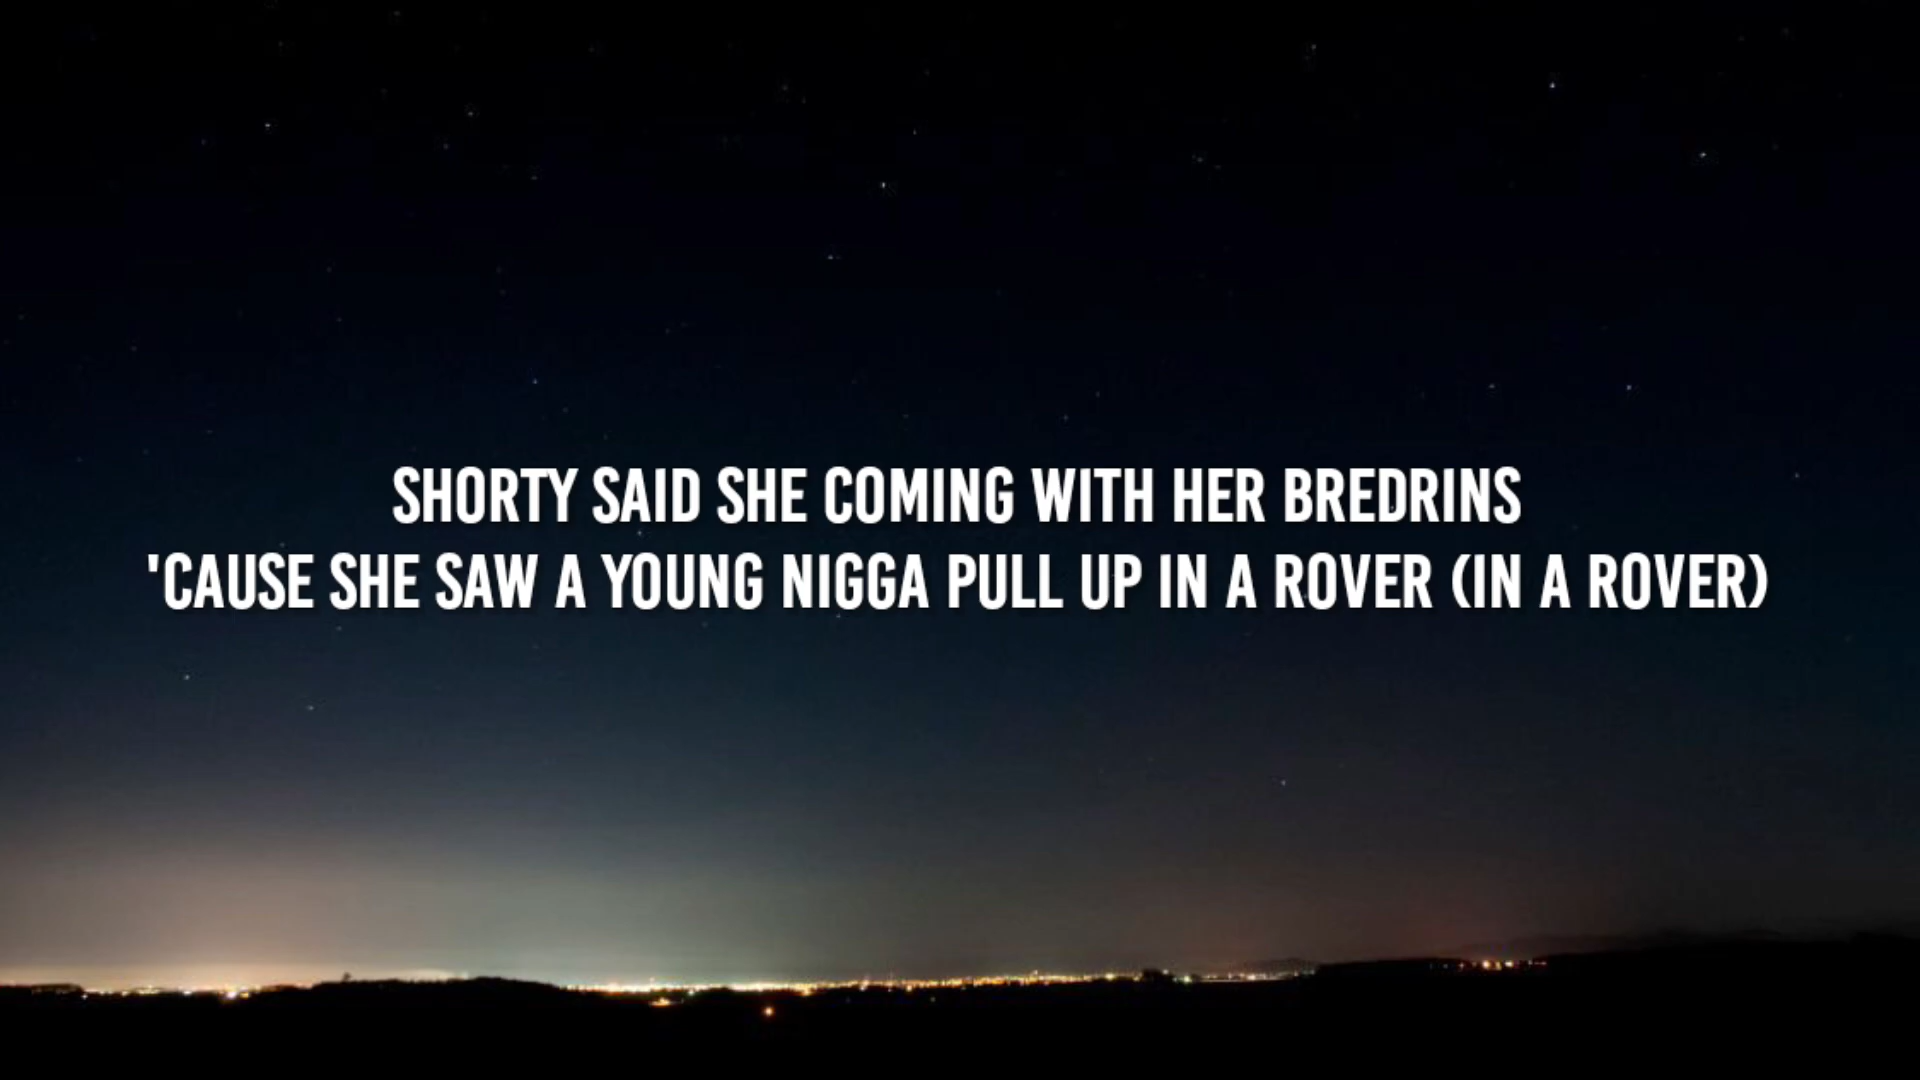 SHORTY SAID SHE COMING WITH HER BREDRINS
'CAUSE SHE SAW A YOUNG NIGGA PULL UP IN A ROVER (IN A ROVER)